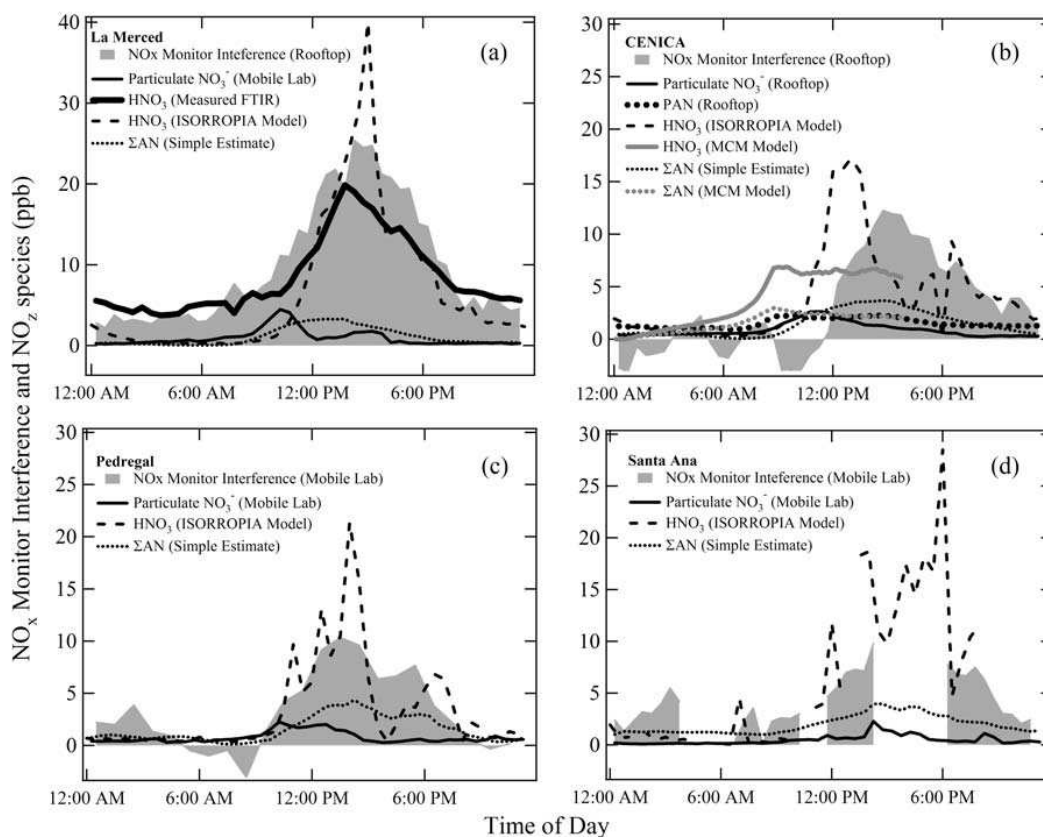 NOx Monitor Interference and NOz species (ppb)
40
30
20
10
0
La Merced
(a)
NOx Monitor Inteference (Rooftop)
Particulate NO3- (Mobile Lab)
HNO3 (Measured FTIR)
HNO3 (ISORROPIA Model)
ΣAN (Simple Estimate)
12:00 AM 6:00 AM 12:00 PM 6:00 PM
30
25
20
15
10
5
0
CENICA
(b)
NOx Monitor Interference (Rooftop)
Particulate NO3- (Rooftop)
PAN (Rooftop)
HNO3 (ISORROPIA Model)
HNO3 (MCM Model)
ΣAN (Simple Estimate)
ΣAN (MCM Model)
12:00 AM 6:00 AM 12:00 PM 6:00 PM
30
25
20
15
10
5
0
Pedregal
(c)
NOx Monitor Interference (Mobile Lab)
Particulate NO3- (Mobile Lab)
HNO3 (ISORROPIA Model)
ΣAN (Simple Estimate)
12:00 AM 6:00 AM 12:00 PM 6:00 PM
30
25
20
15
10
5
0
Santa Ana
(d)
NOx Monitor Interference (Mobile Lab)
Particulate NO3- (Mobile Lab)
HNO3 (ISORROPIA Model)
ΣAN (Simple Estimate)
12:00 AM 6:00 AM 12:00 PM 6:00 PM
Time of Day